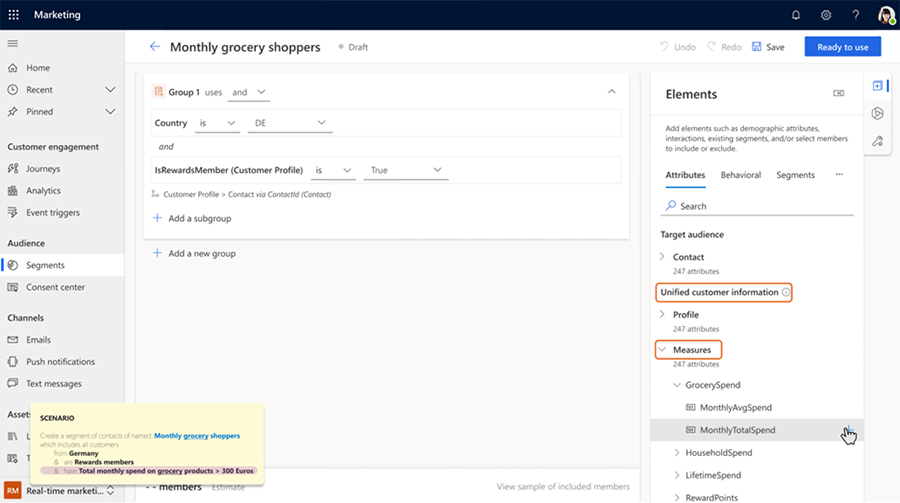 Marketing
Monthly grocery shoppers
Draft
Undo
Redo
Save
Ready to use
Home
Recent
Pinned
Customer engagement
Journeys
Analytics
Event triggers
Audience
Segments
Consent center
Channels
Emails
Push notifications
Text messages
Assets
RM
Real-time marketi...
Group 1 uses and
Country is DE
and
IsRewardsMember (Customer Profile) is True
Customer Profile > Contact via ContactId (Contact)
Add a subgroup
Add a new group
SCENARIO
Create a segment of contacts of named: Monthly grocery shoppers
which includes all customers
from Germany
& are Rewards members
& have Total monthly spend on grocery products > 300 Euros
-- members
Estimate
View sample of included members
Elements
Add elements such as demographic attributes,
interactions, existing segments, and/or select members
to include or exclude.
Attributes
Behavioral
Segments
...
Search
Target audience
Contact
247 attributes
Unified customer information
Profile
247 attributes
Measures
247 attributes
GrocerySpend
MonthlyAvgSpend
MonthlyTotalSpend
HouseholdSpend
LifetimeSpend
RewardPoints